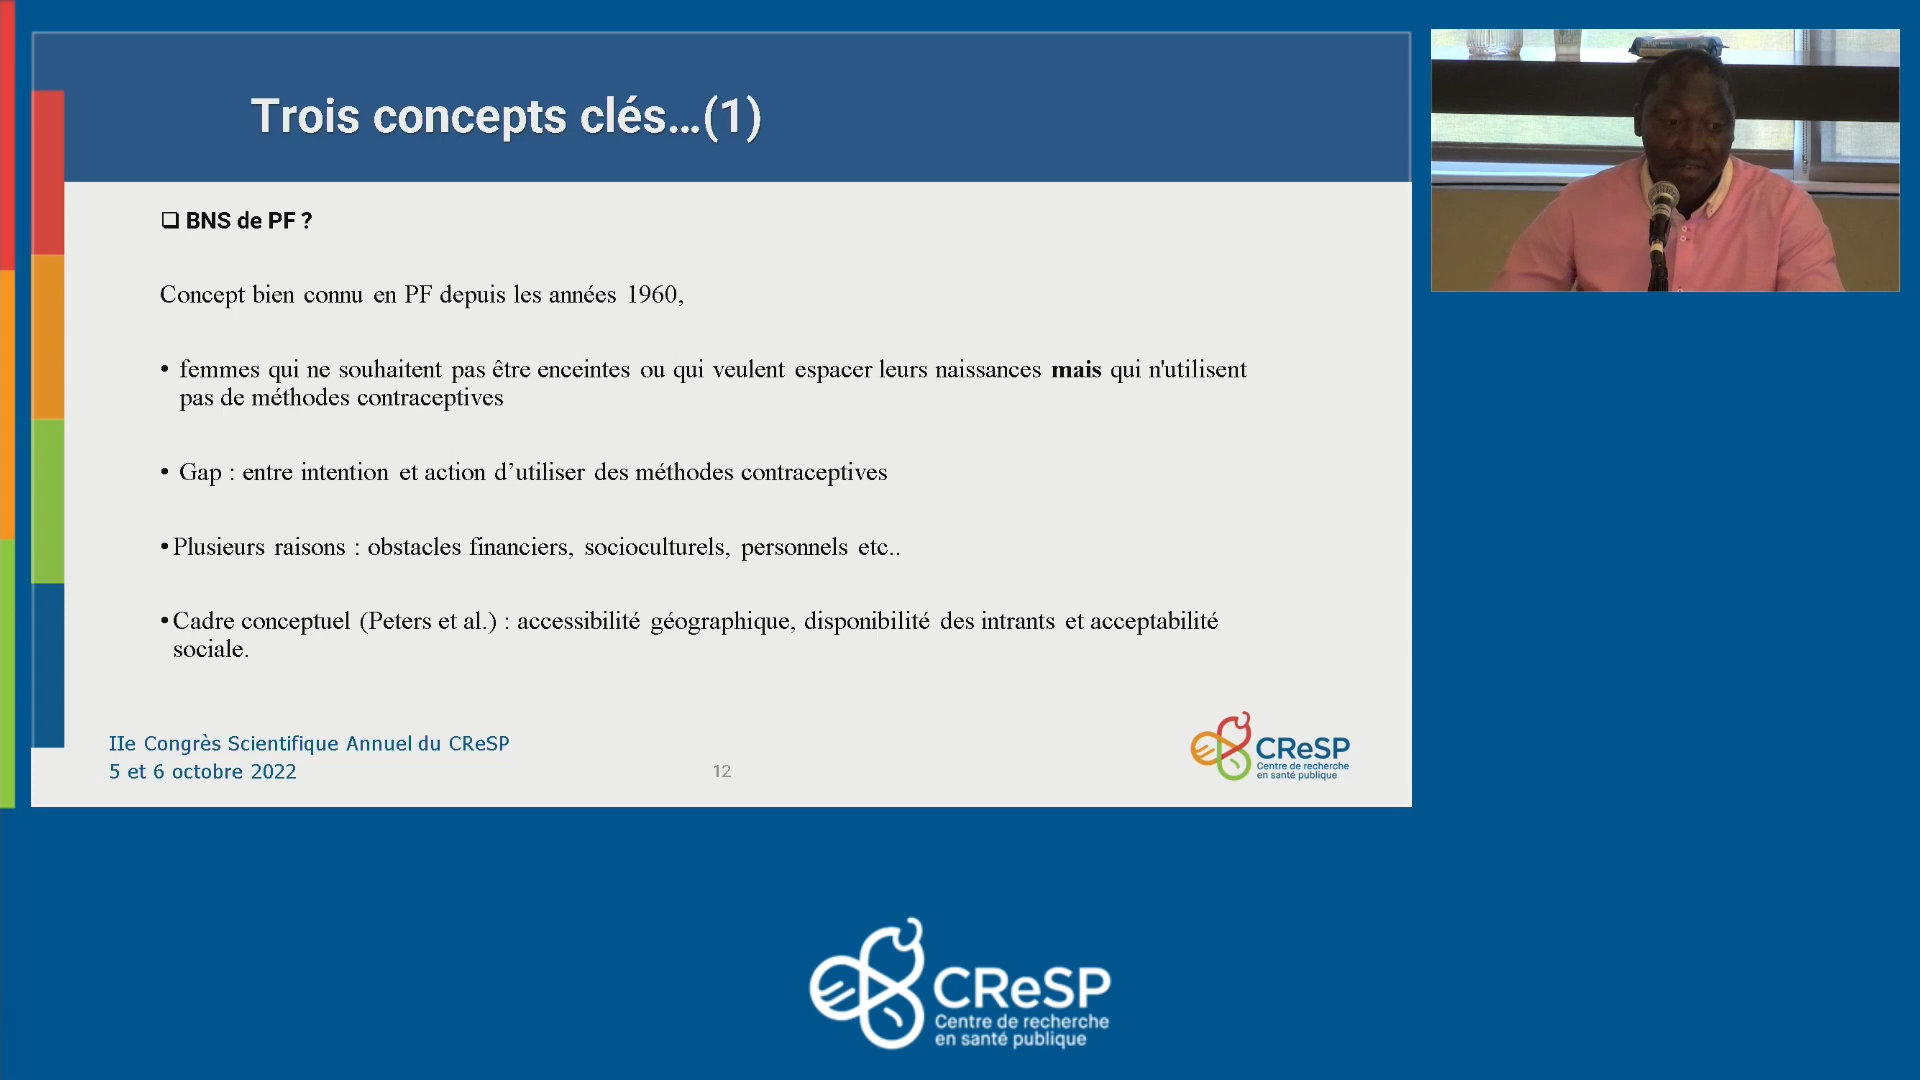 Trois concepts clés...(1)
❑ BNS de PF ?
Concept bien connu en PF depuis les années 1960,
• femmes qui ne souhaitent pas être enceintes ou qui veulent espacer leurs naissances mais qui n'utilisent
pas de méthodes contraceptives
• Gap : entre intention et action d’utiliser des méthodes contraceptives
• Plusieurs raisons : obstacles financiers, socioculturels, personnels etc..
• Cadre conceptuel (Peters et al.) : accessibilité géographique, disponibilité des intrants et acceptabilité
sociale.
IIe Congrès Scientifique Annuel du CReSP
5 et 6 octobre 2022
12
CReSP
Centre de recherche
en santé publique
CReSP
Centre de recherche
en santé publique